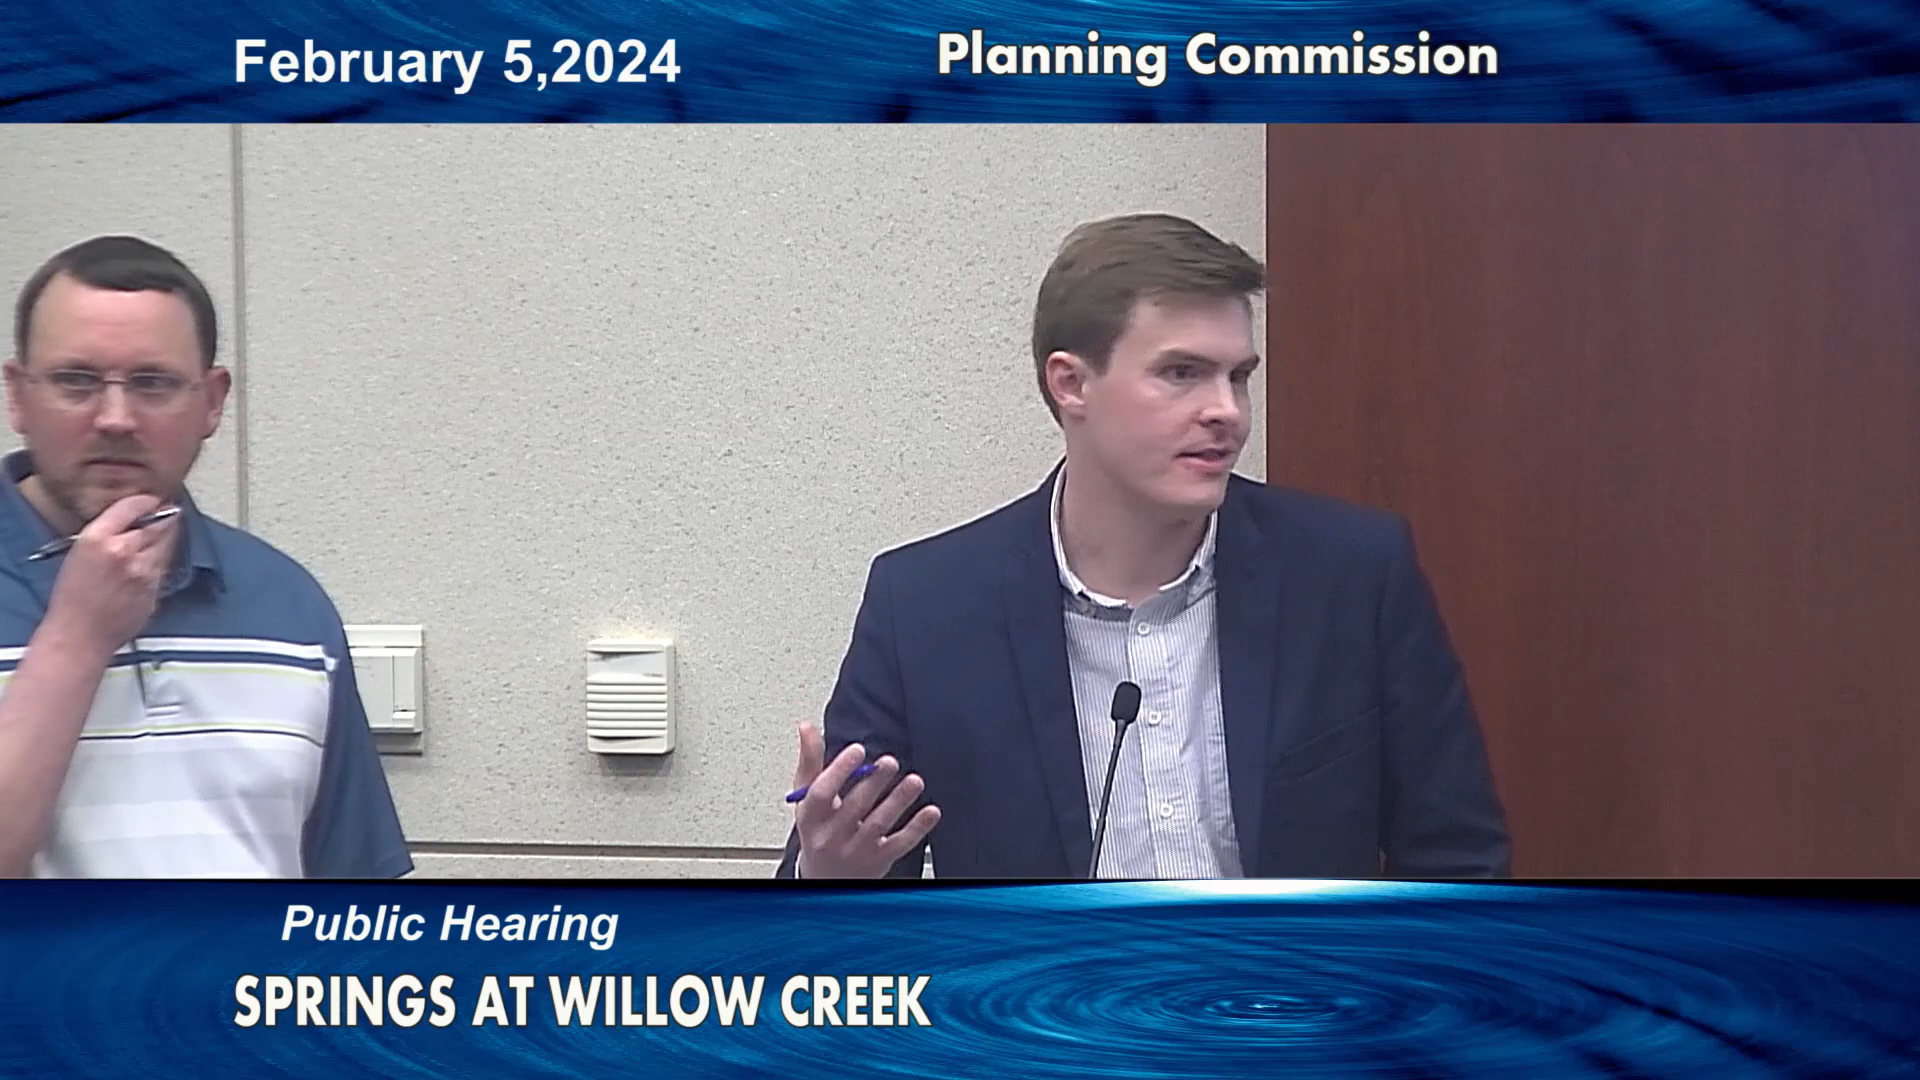 February 5,2024
Planning Commission
Public Hearing
SPRINGS AT WILLOW CREEK